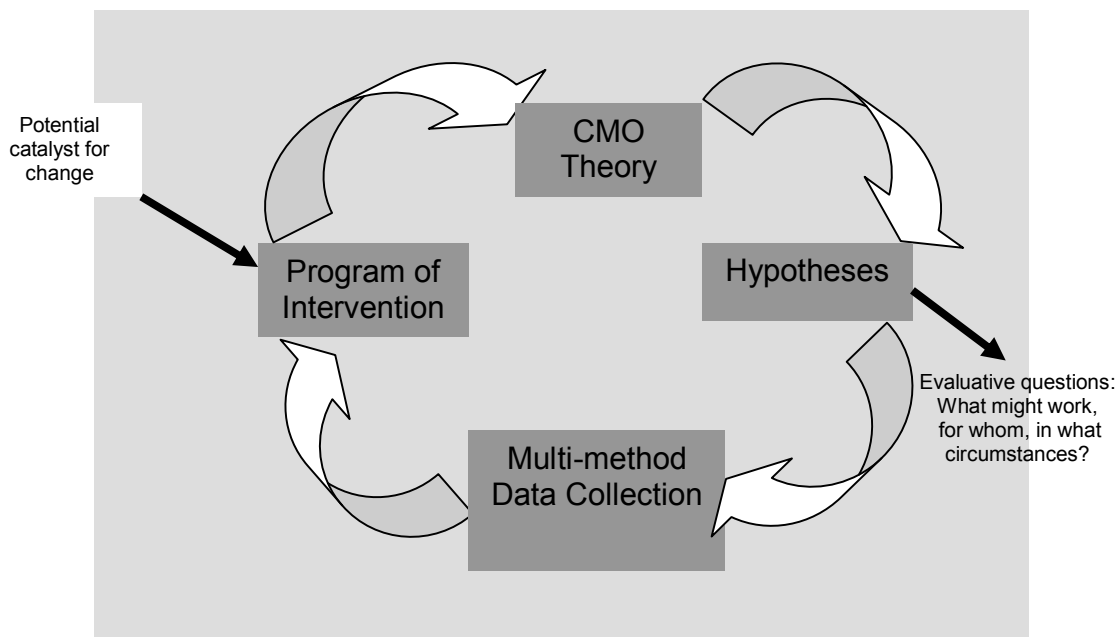 Potential
catalyst for
change
CMO
Theory
Program of
Intervention
Hypotheses
Evaluative questions:
What might work,
for whom, in what
circumstances?
Multi-method
Data Collection